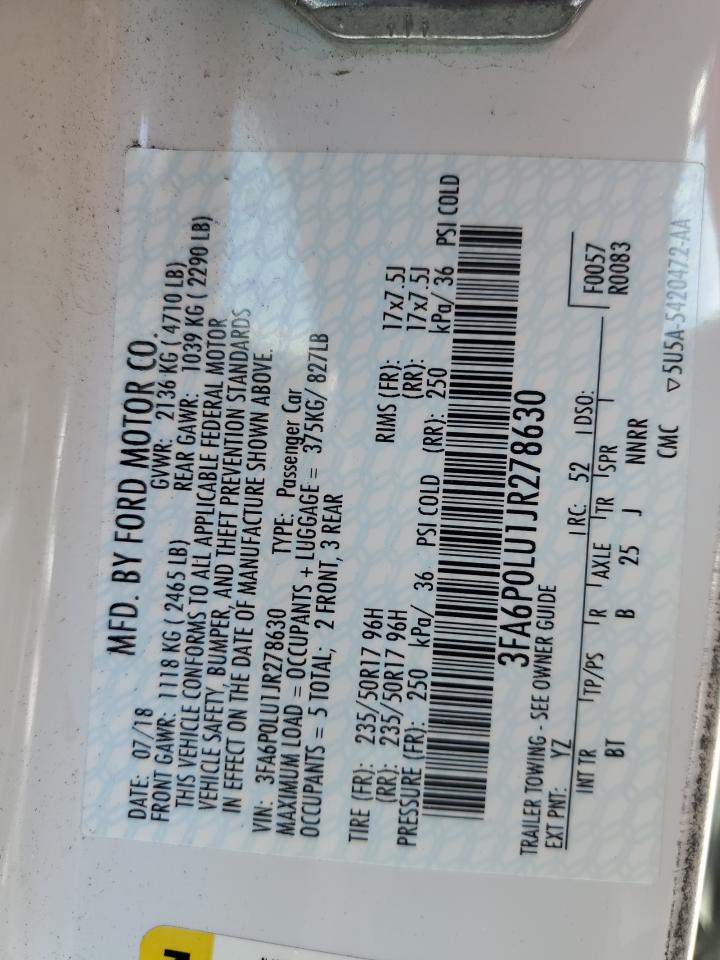 MFD. BY FORD MOTOR CO.
DATE: 07/18 GVWR: 2136 KG ( 4710 LB)
FRONT GAWR: 1118 KG ( 2465 LB) REAR GAWR: 1039 KG ( 2290 LB)
THIS VEHICLE CONFORMS TO ALL APPLICABLE FEDERAL MOTOR
VEHICLE SAFETY, BUMPER, AND THEFT PREVENTION STANDARDS
IN EFFECT ON THE DATE OF MANUFACTURE SHOWN ABOVE.
VIN: 3FA6P0LU1JR278630 TYPE: Passenger Car
MAXIMUM LOAD = OCCUPANTS + LUGGAGE = 375KG/ 827LB
OCCUPANTS = 5 TOTAL; 2 FRONT, 3 REAR
TIRE (FR): 235/50R17 96H RIMS (FR): 17x7.5J
(RR): 235/50R17 96H (RR): 17x7.5J
PRESSURE (FR): 250 kPa/ 36 PSI COLD (RR): 250 kPa/ 36 PSI COLD
3FA6P0LU1JR278630
TRAILER TOWING - SEE OWNER GUIDE
EXT PNT: YZ RC: 52 DSO: F0057
INT TR TP/PS R AXLE TR SPR R0083
BT B 25 J NNRR
CMC ▽5U5A-5420472-AA